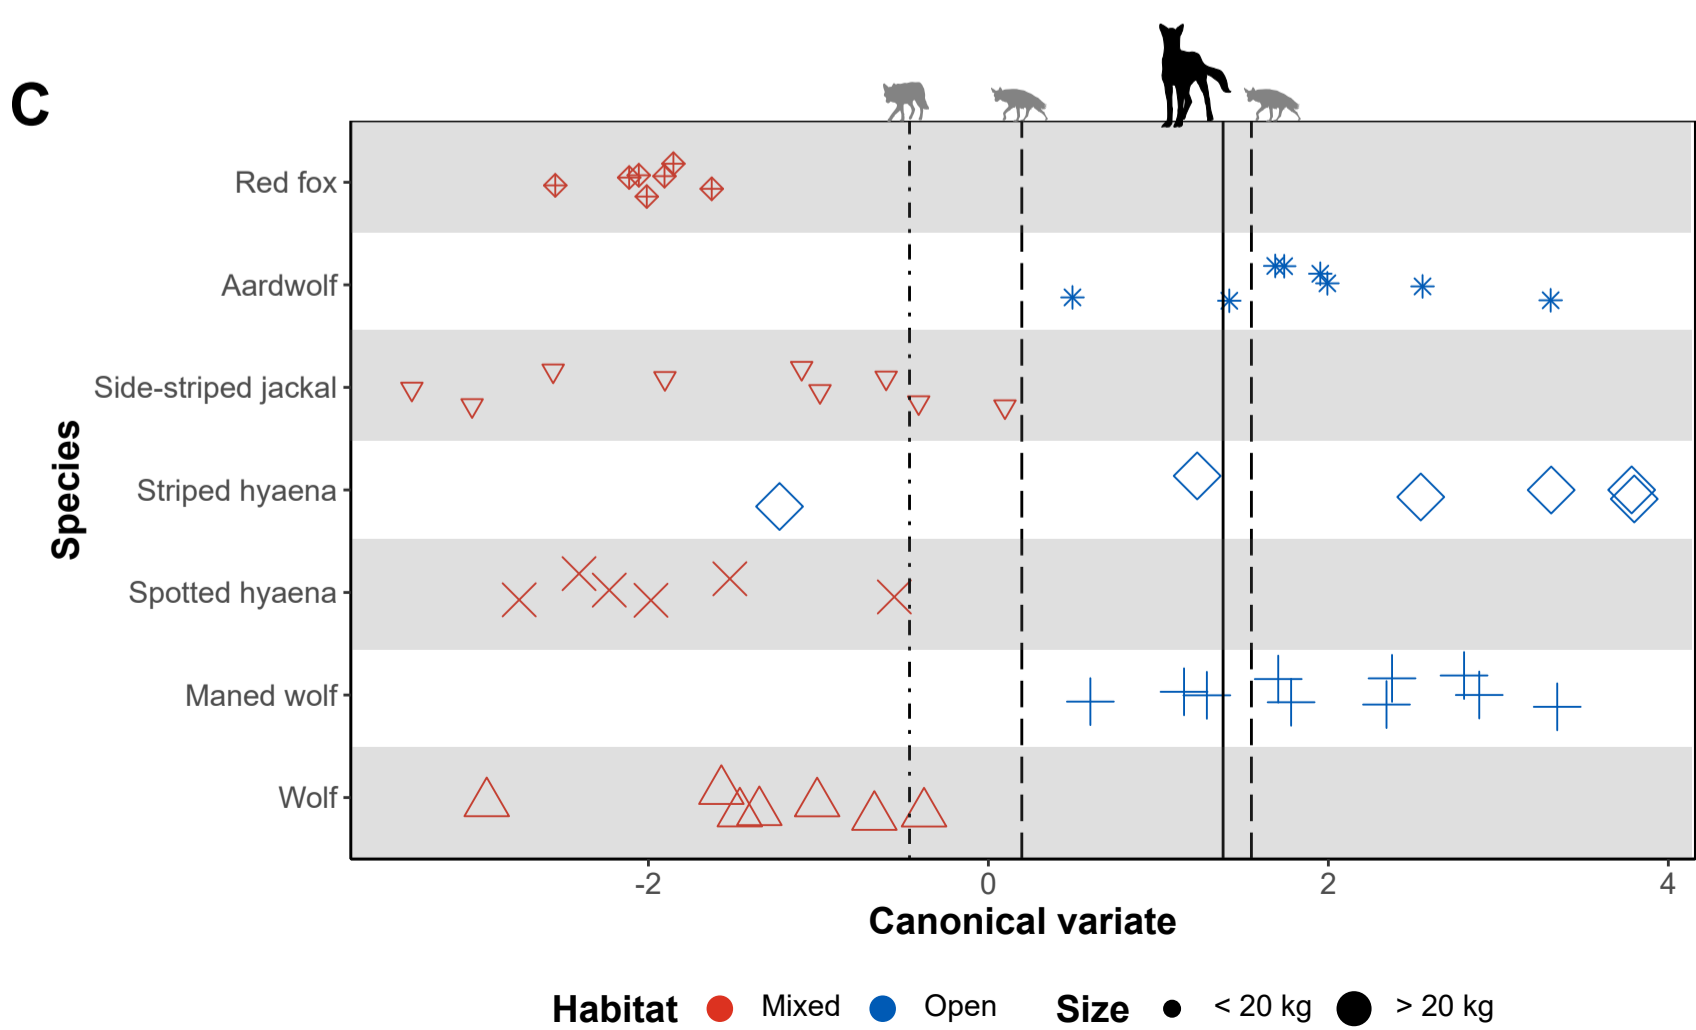 C
Species
Red fox
Aardwolf
Side-striped jackal
Striped hyaena
Spotted hyaena
Maned wolf
Wolf
-2 0 2 4
Canonical variate
Habitat Mixed Open Size < 20 kg > 20 kg